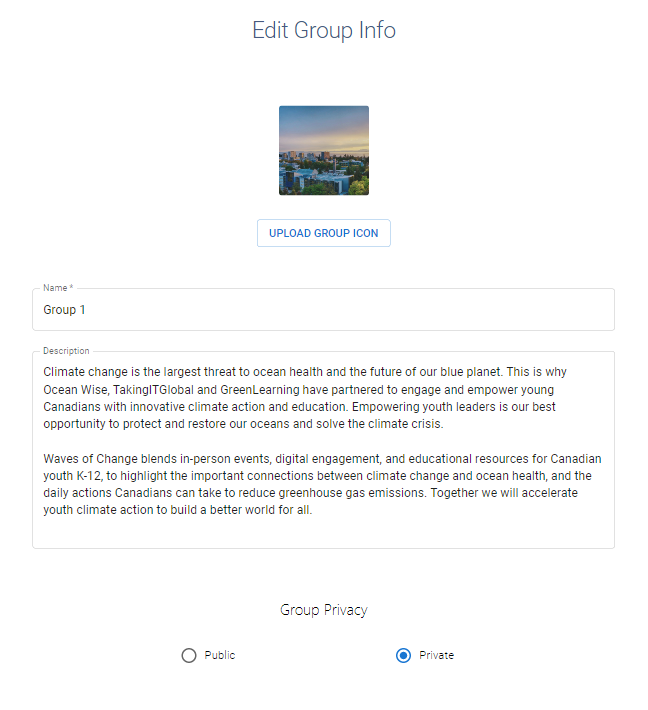 Edit Group Info
UPLOAD GROUP ICON
Name *
Group 1
Description
Climate change is the largest threat to ocean health and the future of our blue planet. This is why
Ocean Wise, TakingITGlobal and GreenLearning have partnered to engage and empower young
Canadians with innovative climate action and education. Empowering youth leaders is our best
opportunity to protect and restore our oceans and solve the climate crisis.
Waves of Change blends in-person events, digital engagement, and educational resources for Canadian
youth K-12, to highlight the important connections between climate change and ocean health, and the
daily actions Canadians can take to reduce greenhouse gas emissions. Together we will accelerate
youth climate action to build a better world for all.
Group Privacy
Public
Private